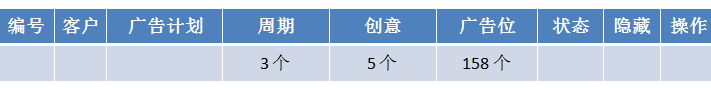 编号 客户 广告计划 周期 创意 广告位 状态 隐藏 操作
3个 5个 158个